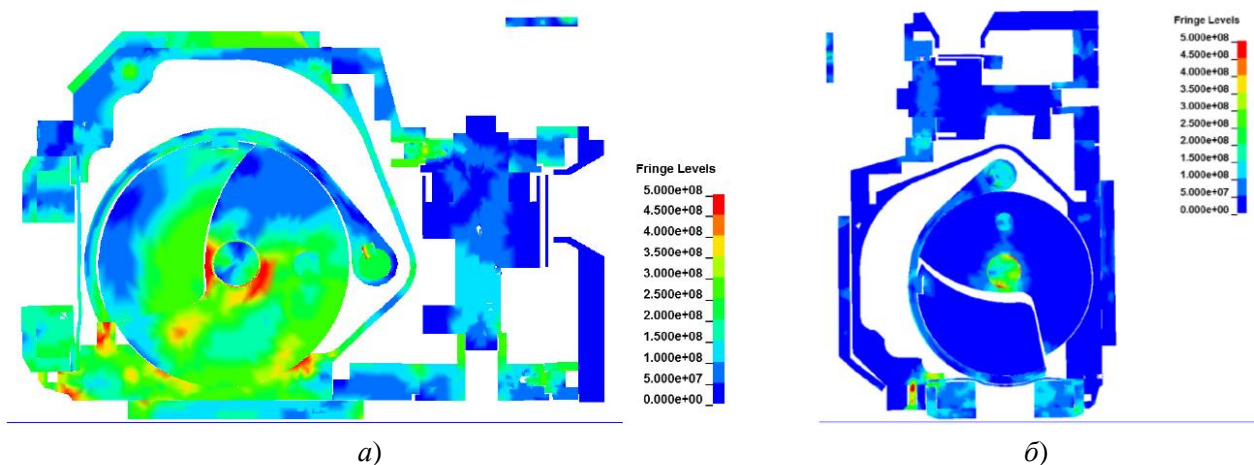 Fringe Levels
5.000e+08
4.500e+08
4.000e+08
3.500e+08
3.000e+08
2.500e+08
2.000e+08
1.500e+08
1.000e+08
5.000e+07
0.000e+00
а)
Fringe Levels
5.000e+08
4.500e+08
4.000e+08
3.500e+08
3.000e+08
2.500e+08
2.000e+08
1.500e+08
1.000e+08
5.000e+07
0.000e+00
б)